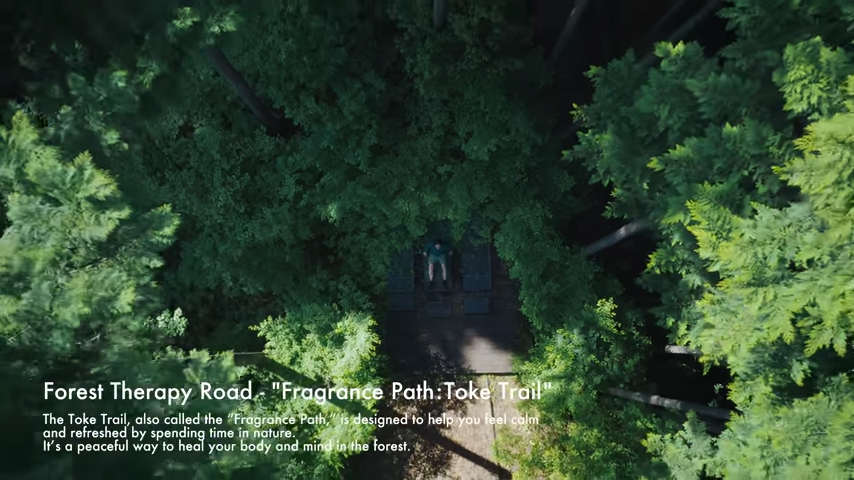 Forest Therapy Road - "Fragrance Path:Toke Trail"
The Toke Trail, also called the “Fragrance Path,” is designed to help you feel calm
and refreshed by spending time in nature.
It’s a peaceful way to heal your body and mind in the forest.